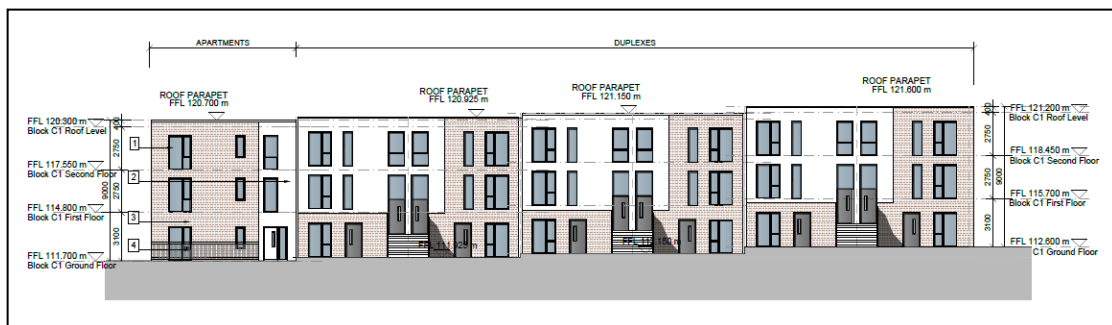 APARTMENTS
DUPLEXES
ROOF PARAPET
FFL 120.700 m
ROOF PARAPET
FFL 120.925 m
ROOF PARAPET
FFL 121.150 m
ROOF PARAPET
FFL 121.600 m
FFL 120.300 m
Block C1 Roof Level
FFL 117.550 m
Block C1 Second Floor
FFL 114.800 m
Block C1 First Floor
FFL 111.700 m
Block C1 Ground Floor
400
2750
2750
3100
9000
1
2
3
4
FFL 121.200 m
Block C1 Roof Level
FFL 118.450 m
Block C1 Second Floor
FFL 115.700 m
Block C1 First Floor
FFL 112.600 m
C1 Ground Floor
400
2750
2750
3100
9000